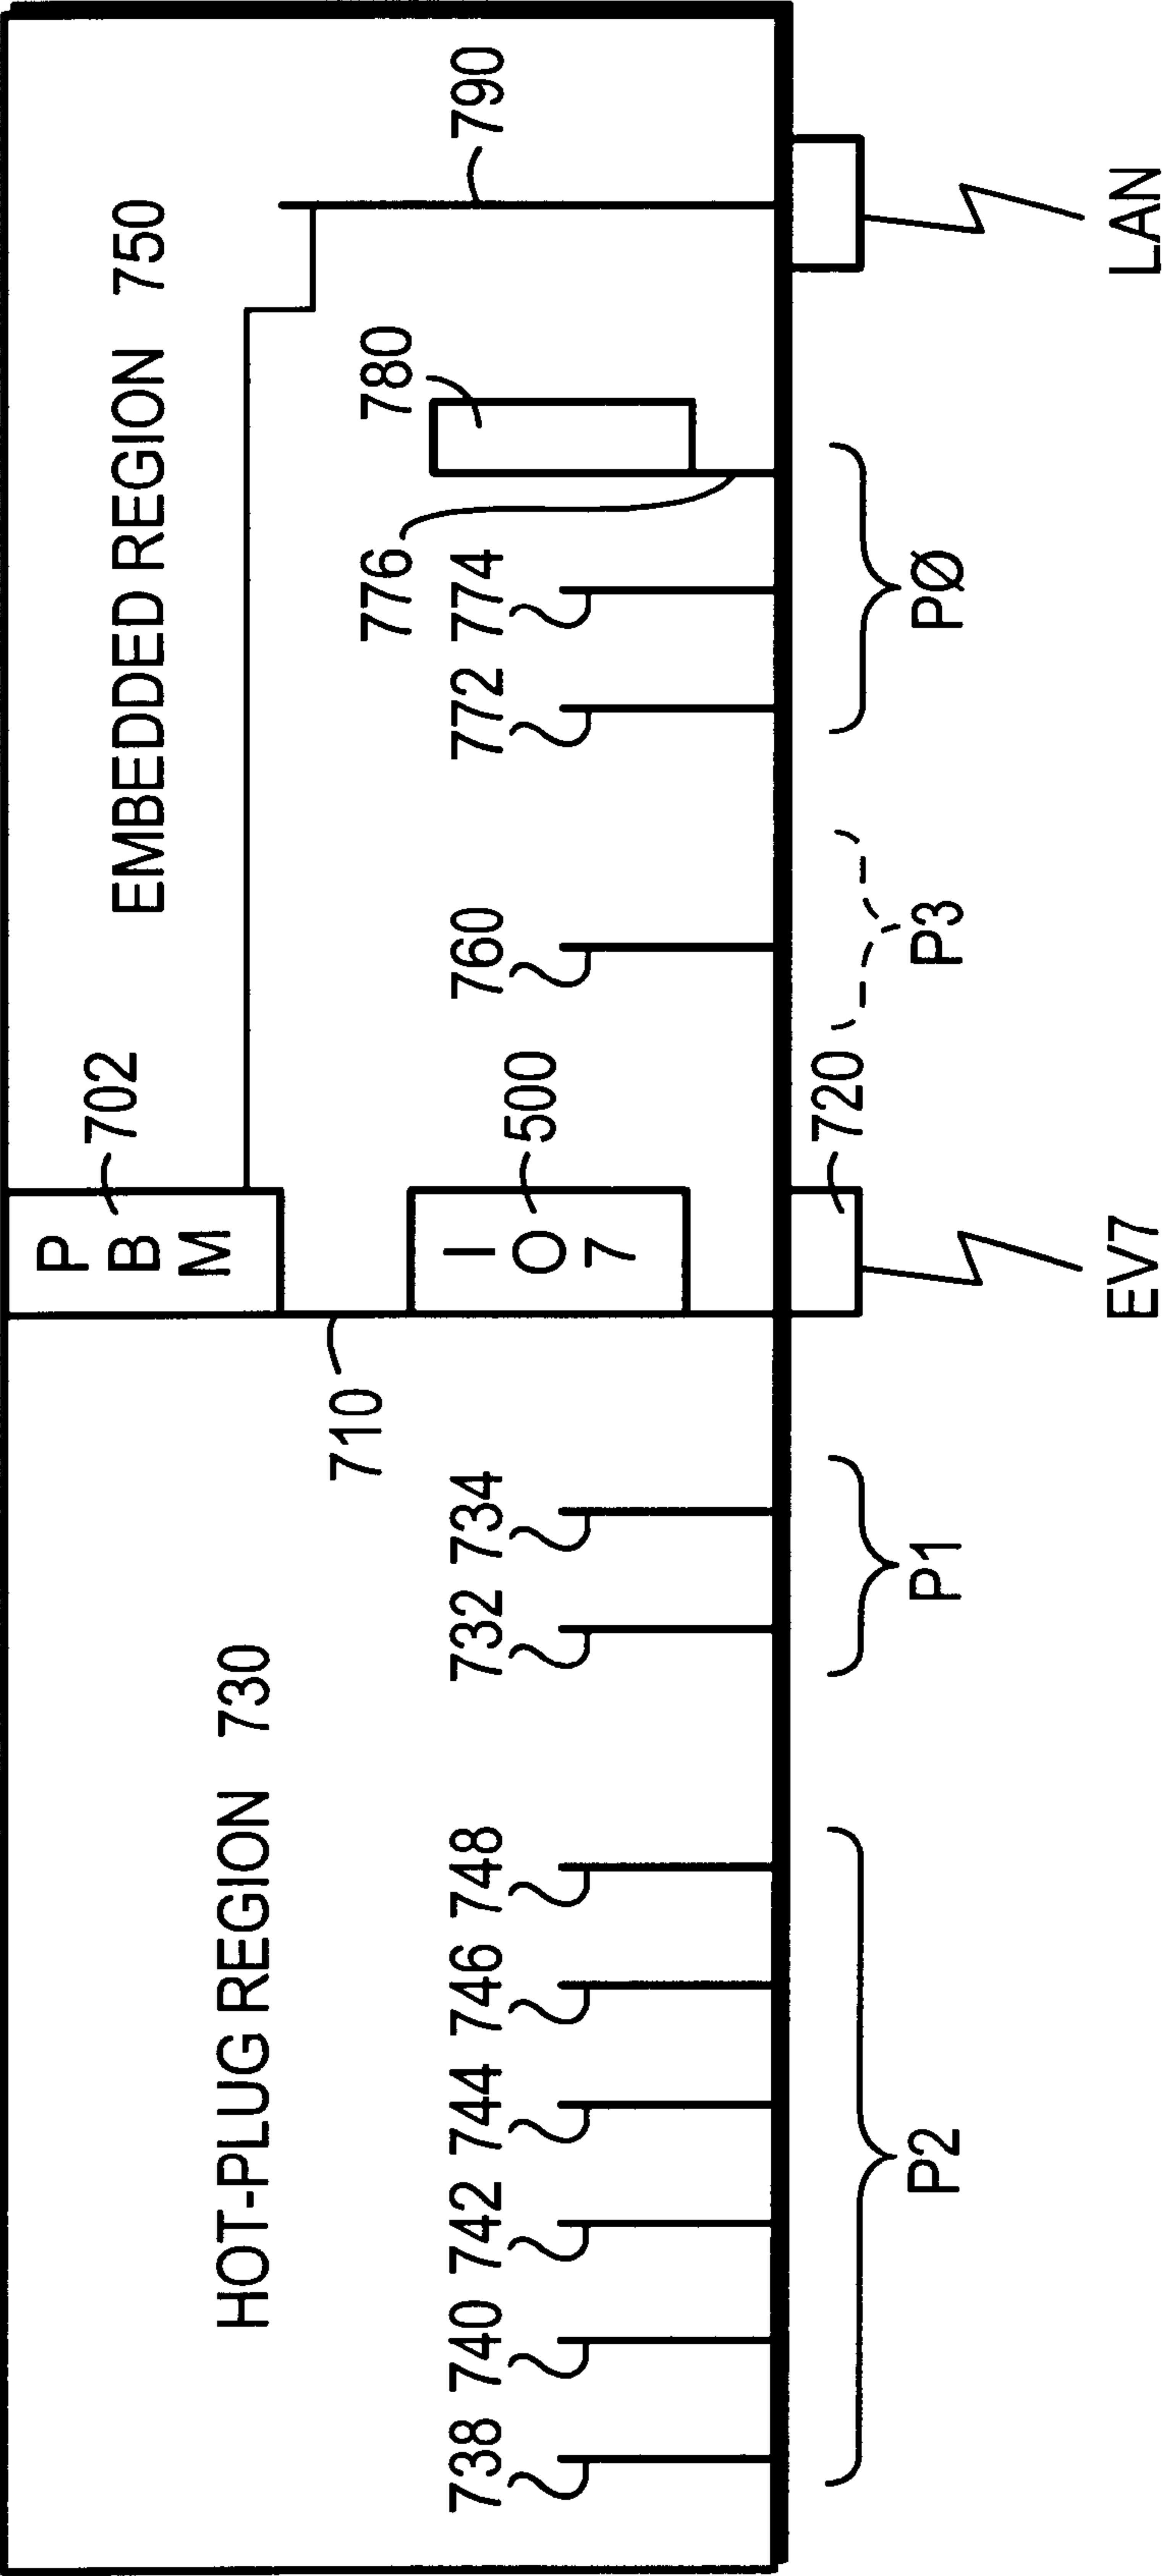 EMBEDDED REGION 750
HOT-PLUG REGION 730
PBM
702
710
IO7
500
780
776
790
738
740
742
744
746
748
732
734
760
772
774
720
P2
P1
P3
PØ
EV7
LAN